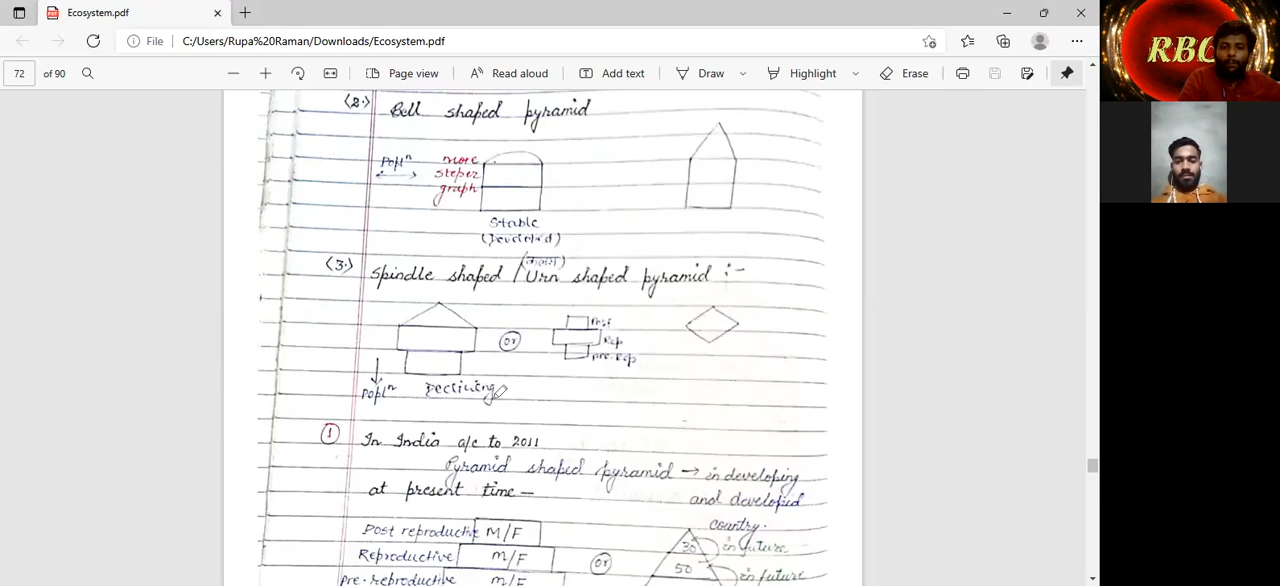 Ecosystem.pdf
File C:/Users/Rupa%20Raman/Downloads/Ecosystem.pdf
72 of 90 Page view Read aloud Add text Draw Highlight Erase
RBC
(2.) Bell shaped pyramid
Popl^n more
steper
graph
Stable
(Developed)
(3.) Spindle shaped / Urn shaped pyramid :-
Post
Rep
pre. Rep
or
Popl^n Declining
① In India a/c to 2011
Pyramid shaped pyramid → in developing
at present time — and developed
country.
Post reproductive M/F
30 in future
Reproductive m/F or
50 in future
pre-reproductive m/F